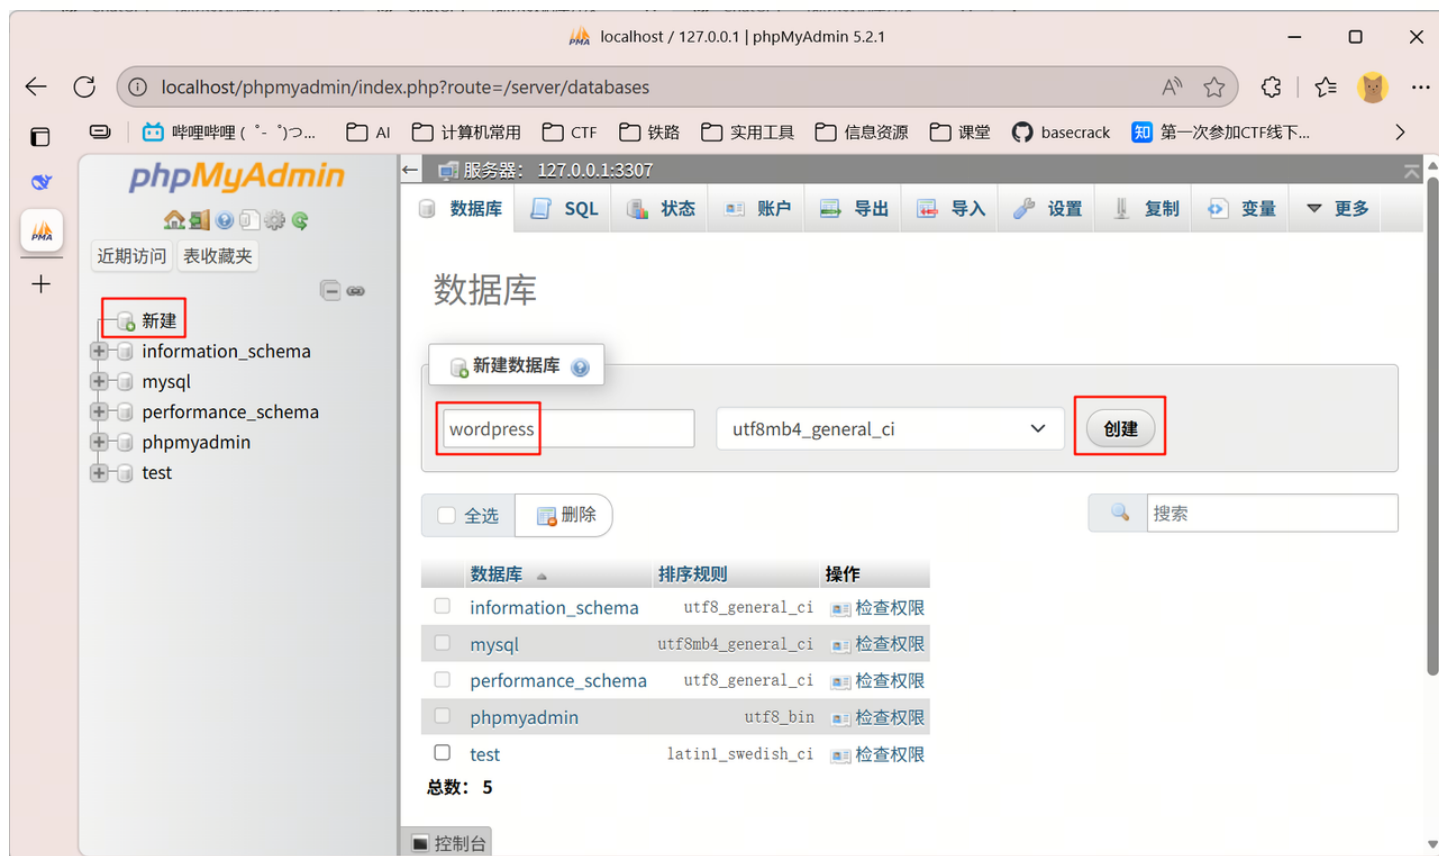 localhost / 127.0.0.1 | phpMyAdmin 5.2.1
localhost/phpmyadmin/index.php?route=/server/databases
哔哩哔哩 ( ゜- ゜)つ... AI 计算机常用 CTF 铁路 实用工具 信息资源 课堂 basecrack 知 第一次参加CTF线下...
phpMyAdmin
近期访问 表收藏夹
新建
information_schema
mysql
performance_schema
phpmyadmin
test
服务器: 127.0.0.1:3307
数据库 SQL 状态 账户 导出 导入 设置 复制 变量 更多
数据库
新建数据库
wordpress utf8mb4_general_ci 创建
全选 删除 搜索
数据库 排序规则 操作
information_schema utf8_general_ci 检查权限
mysql utf8mb4_general_ci 检查权限
performance_schema utf8_general_ci 检查权限
phpmyadmin utf8_bin 检查权限
test latin1_swedish_ci 检查权限
总数: 5
控制台